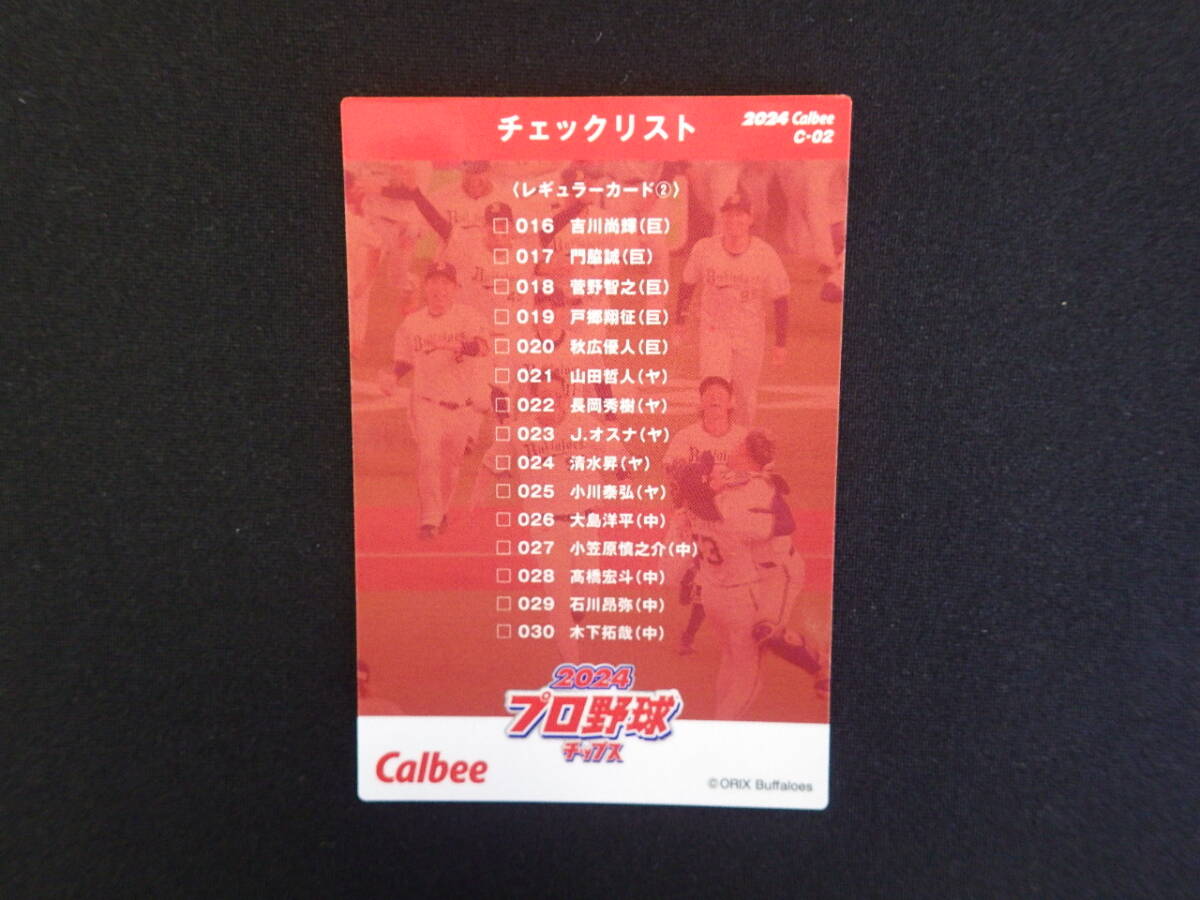 チェックリスト
2024 Calbee
C-02
〈レギュラーカード②〉
□ 016 吉川尚輝(巨)
□ 017 門脇誠(巨)
□ 018 菅野智之(巨)
□ 019 戸郷翔征(巨)
□ 020 秋広優人(巨)
□ 021 山田哲人(ヤ)
□ 022 長岡秀樹(ヤ)
□ 023 J.オスナ(ヤ)
□ 024 清水昇(ヤ)
□ 025 小川泰弘(ヤ)
□ 026 大島洋平(中)
□ 027 小笠原慎之介(中)
□ 028 髙橋宏斗(中)
□ 029 石川昂弥(中)
□ 030 木下拓哉(中)
2024
プロ野球
チップス
Calbee
©ORIX Buffaloes